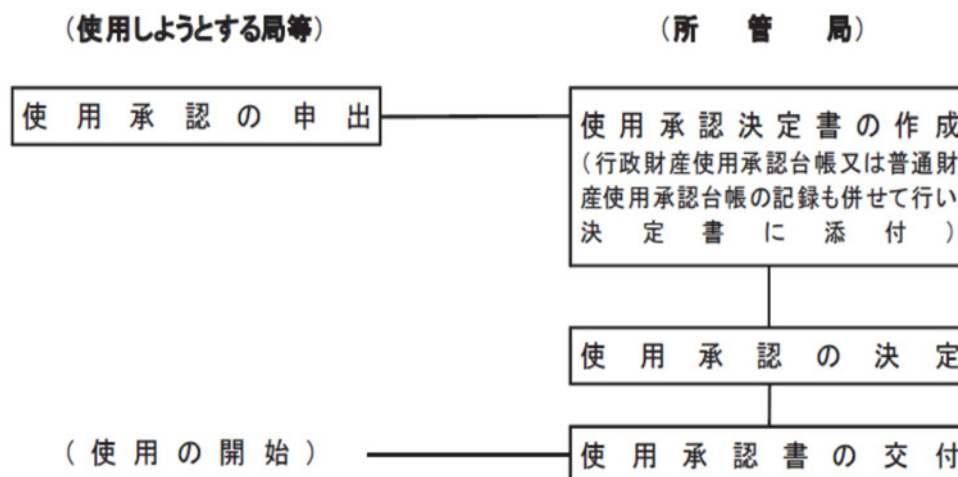 （使用しようとする局等）
（所管局）
使用承認の申出
使用承認決定書の作成
（行政財産使用承認台帳又は普通財
産使用承認台帳の記録も併せて行い
決定書に添付）
使用承認の決定
（使用の開始）
使用承認書の交付